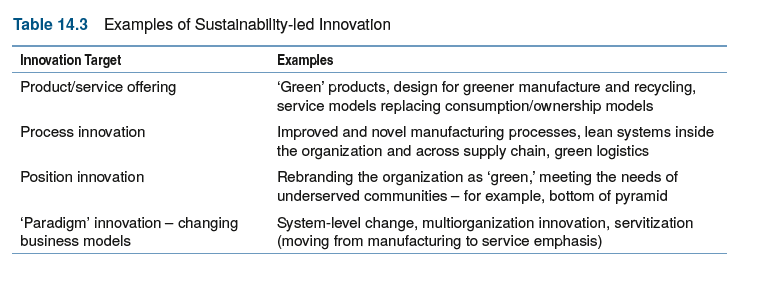 Table 14.3 Examples of Sustainability-led Innovation
Innovation Target Examples
Product/service offering ‘Green’ products, design for greener manufacture and recycling,
service models replacing consumption/ownership models
Process innovation Improved and novel manufacturing processes, lean systems inside
the organization and across supply chain, green logistics
Position innovation Rebranding the organization as ‘green,’ meeting the needs of
underserved communities – for example, bottom of pyramid
‘Paradigm’ innovation – changing System-level change, multiorganization innovation, servitization
business models (moving from manufacturing to service emphasis)